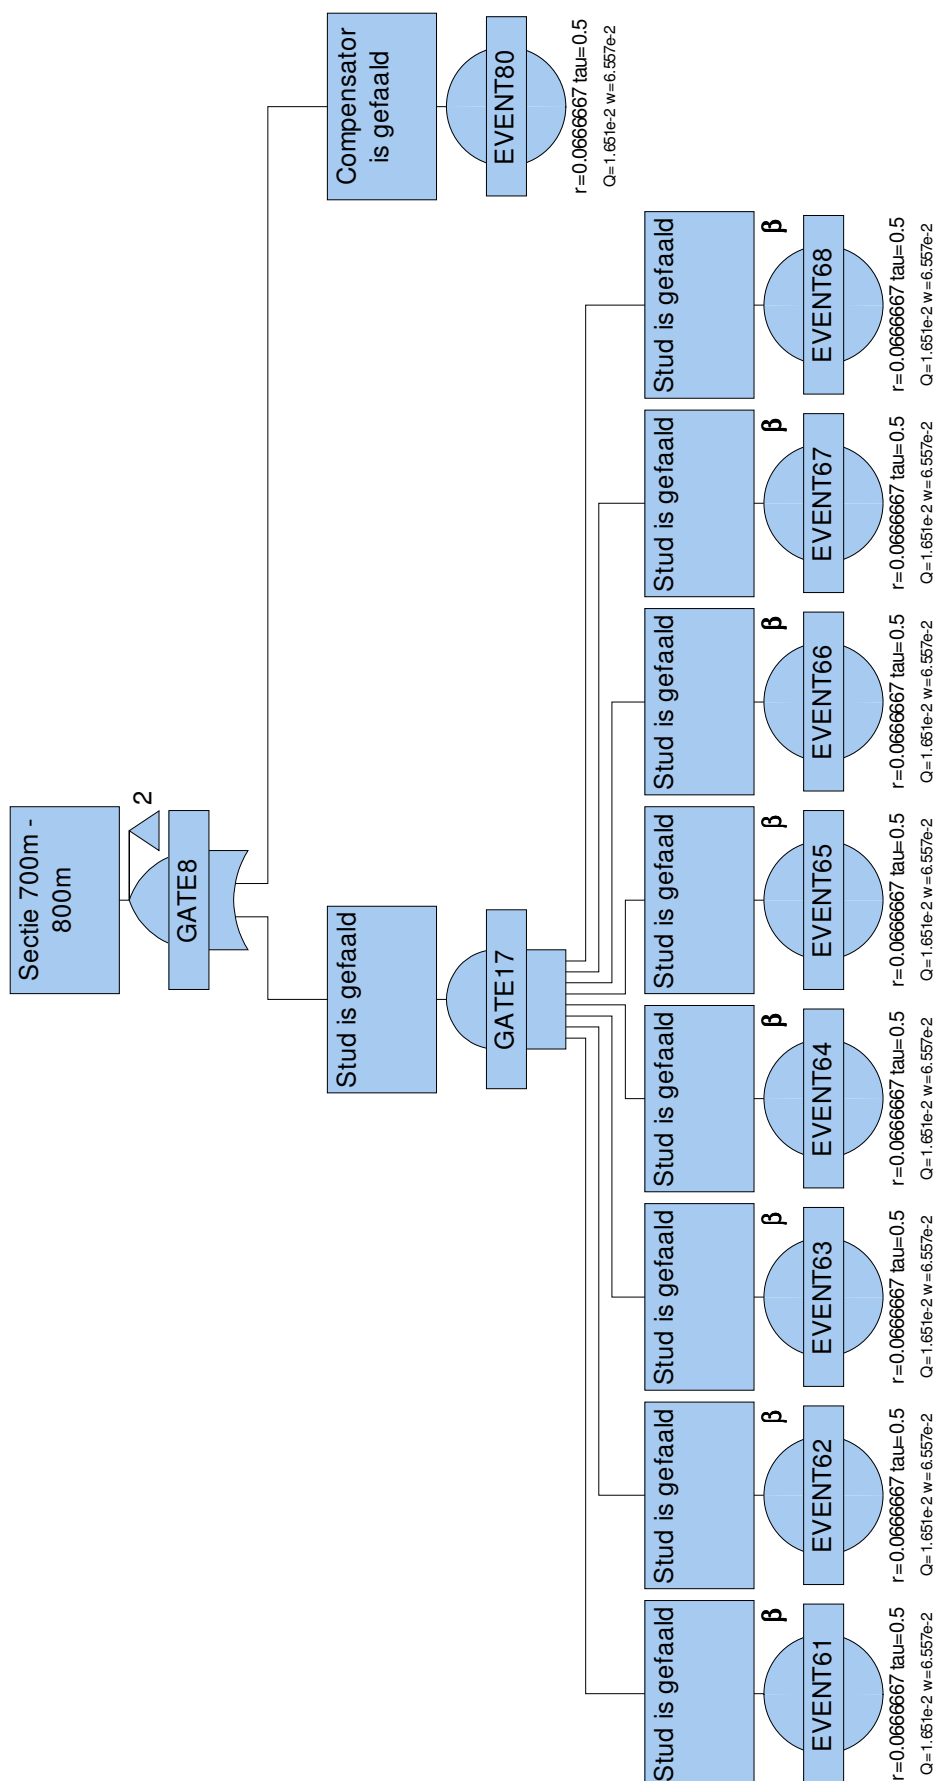 Sectie 700m -
800m
2
GATE8
Stud is gefaald
GATE17
Compensator
is gefaald
EVENT80
r=0.0666667 tau=0.5
Q=1.651e-2 w=6.557e-2
Stud is gefaald
β
EVENT61
r=0.0666667 tau=0.5
Q=1.651e-2 w=6.557e-2
Stud is gefaald
β
EVENT62
r=0.0666667 tau=0.5
Q=1.651e-2 w=6.557e-2
Stud is gefaald
β
EVENT63
r=0.0666667 tau=0.5
Q=1.651e-2 w=6.557e-2
Stud is gefaald
β
EVENT64
r=0.0666667 tau=0.5
Q=1.651e-2 w=6.557e-2
Stud is gefaald
β
EVENT65
r=0.0666667 tau=0.5
Q=1.651e-2 w=6.557e-2
Stud is gefaald
β
EVENT66
r=0.0666667 tau=0.5
Q=1.651e-2 w=6.557e-2
Stud is gefaald
β
EVENT67
r=0.0666667 tau=0.5
Q=1.651e-2 w=6.557e-2
Stud is gefaald
β
EVENT68
r=0.0666667 tau=0.5
Q=1.651e-2 w=6.557e-2